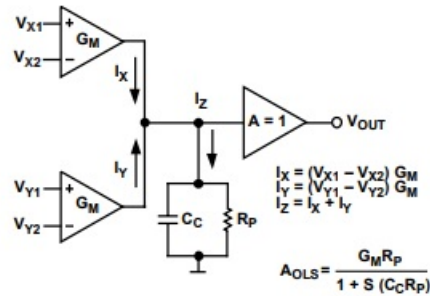 VX1
+
GM
VX2
−
IX
IZ
A = 1
VOUT
IY
VY1
+
GM
VY2
−
CC
RP
IX = (VX1 − VX2) GM
IY = (VY1 − VY2) GM
IZ = IX + IY
AOLS = GMRP
1 + S (CCRP)